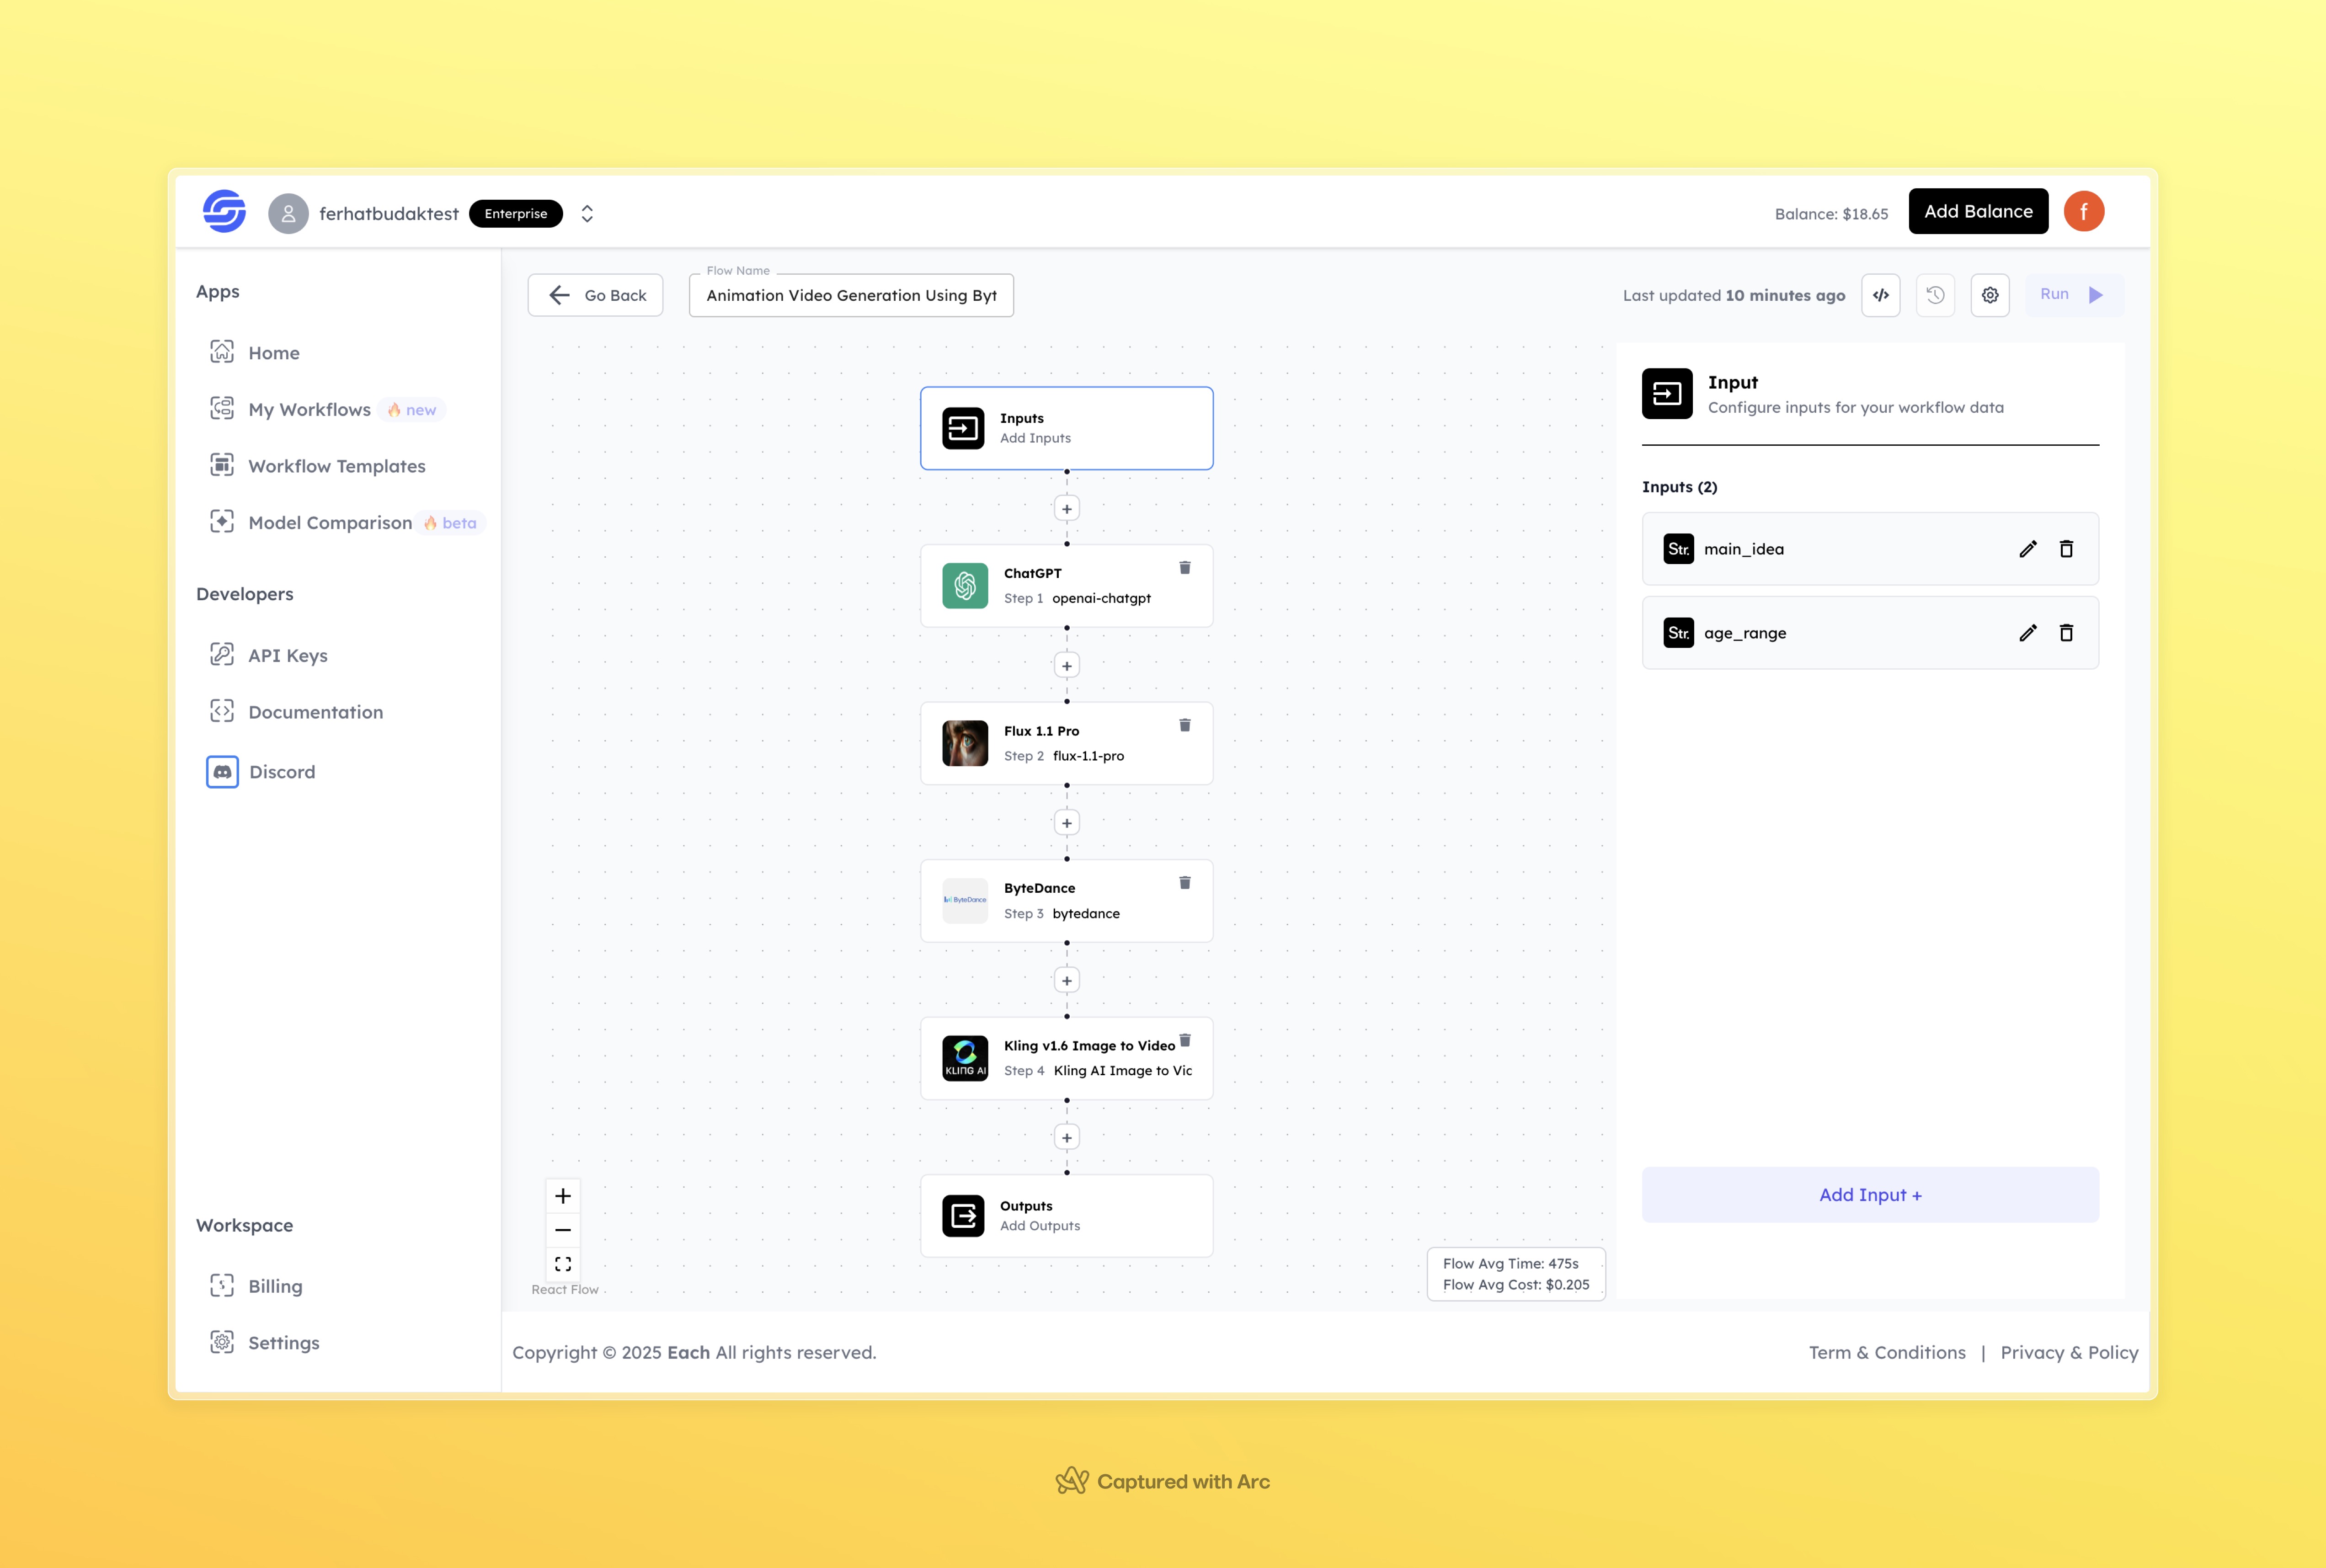 ferhatbudaktest Enterprise
Balance: $18.65
Add Balance
f
Apps
Home
My Workflows 🔥 new
Workflow Templates
Model Comparison 🔥 beta
Developers
API Keys
Documentation
Discord
Workspace
Billing
Settings
Go Back
Flow Name
Animation Video Generation Using Byt
Last updated 10 minutes ago
Run
Inputs
Add Inputs
ChatGPT
Step 1 openai-chatgpt
Flux 1.1 Pro
Step 2 flux-1.1-pro
ByteDance
ByteDance
Step 3 bytedance
Kling v1.6 Image to Video
KLING AI
Step 4 Kling AI Image to Vic
Outputs
Add Outputs
React Flow
Flow Avg Time: 475s
Flow Avg Cost: $0.205
Input
Configure inputs for your workflow data
Inputs (2)
Str. main_idea
Str. age_range
Add Input +
Copyright © 2025 Each All rights reserved.
Term & Conditions | Privacy & Policy
Captured with Arc